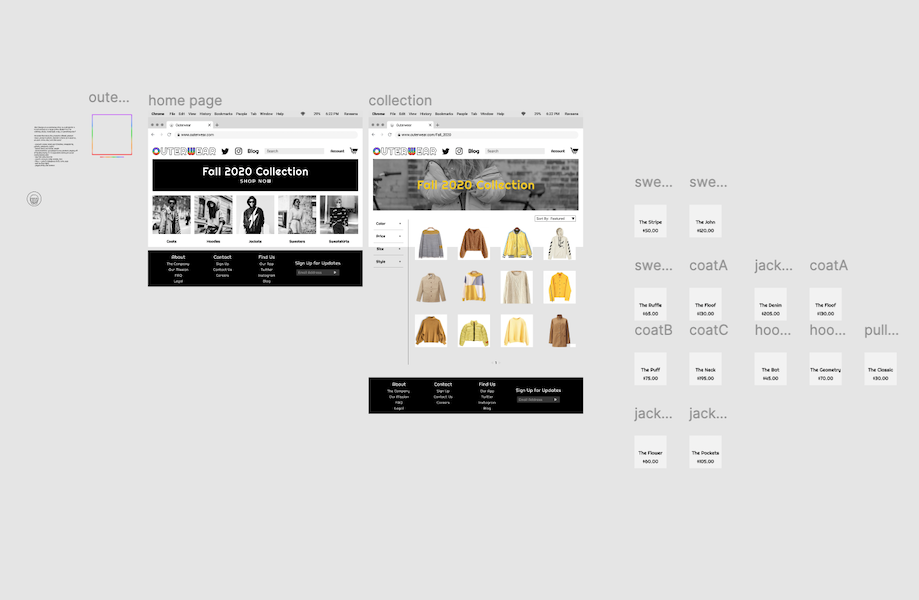 oute...
home page
Chrome File Edit View History Bookmarks People Tab Window Help
Outerwear
www.outerwear.com
OUTERWEAR
Blog
Search
Account
Fall 2020 Collection
SHOP NOW
Coats
Hoodies
Jackets
Sweaters
Sweatshirts
About
The Company
Our Mission
FAQ
Legal
Contact
Sign Up
Contact Us
Careers
Find Us
Our App
Twitter
Instagram
Blog
Sign Up for Updates
Email Address
collection
Chrome File Edit View History Bookmarks People Tab Window Help
Outerwear
www.outerwear.com/Fall_2020
OUTERWEAR
Blog
Search
Account
Fall 2020 Collection
Sort By: Featured
Color
Price
Size
Style
1
About
The Company
Our Mission
FAQ
Legal
Contact
Sign Up
Contact Us
Careers
Find Us
Our App
Twitter
Instagram
Blog
Sign Up for Updates
Email Address
swe...
The Stripe
$50.00
swe...
The John
$120.00
swe...
The Ruffle
$65.00
coatA
The Floof
$130.00
jack...
The Denim
$205.00
coatA
The Floof
$130.00
coatB
The Puff
$75.00
coatC
The Neck
$195.00
hoo...
The Bat
$45.00
hoo...
The Geometry
$70.00
pull...
The Classic
$30.00
jack...
The Flower
$60.00
jack...
The Pockets
$105.00